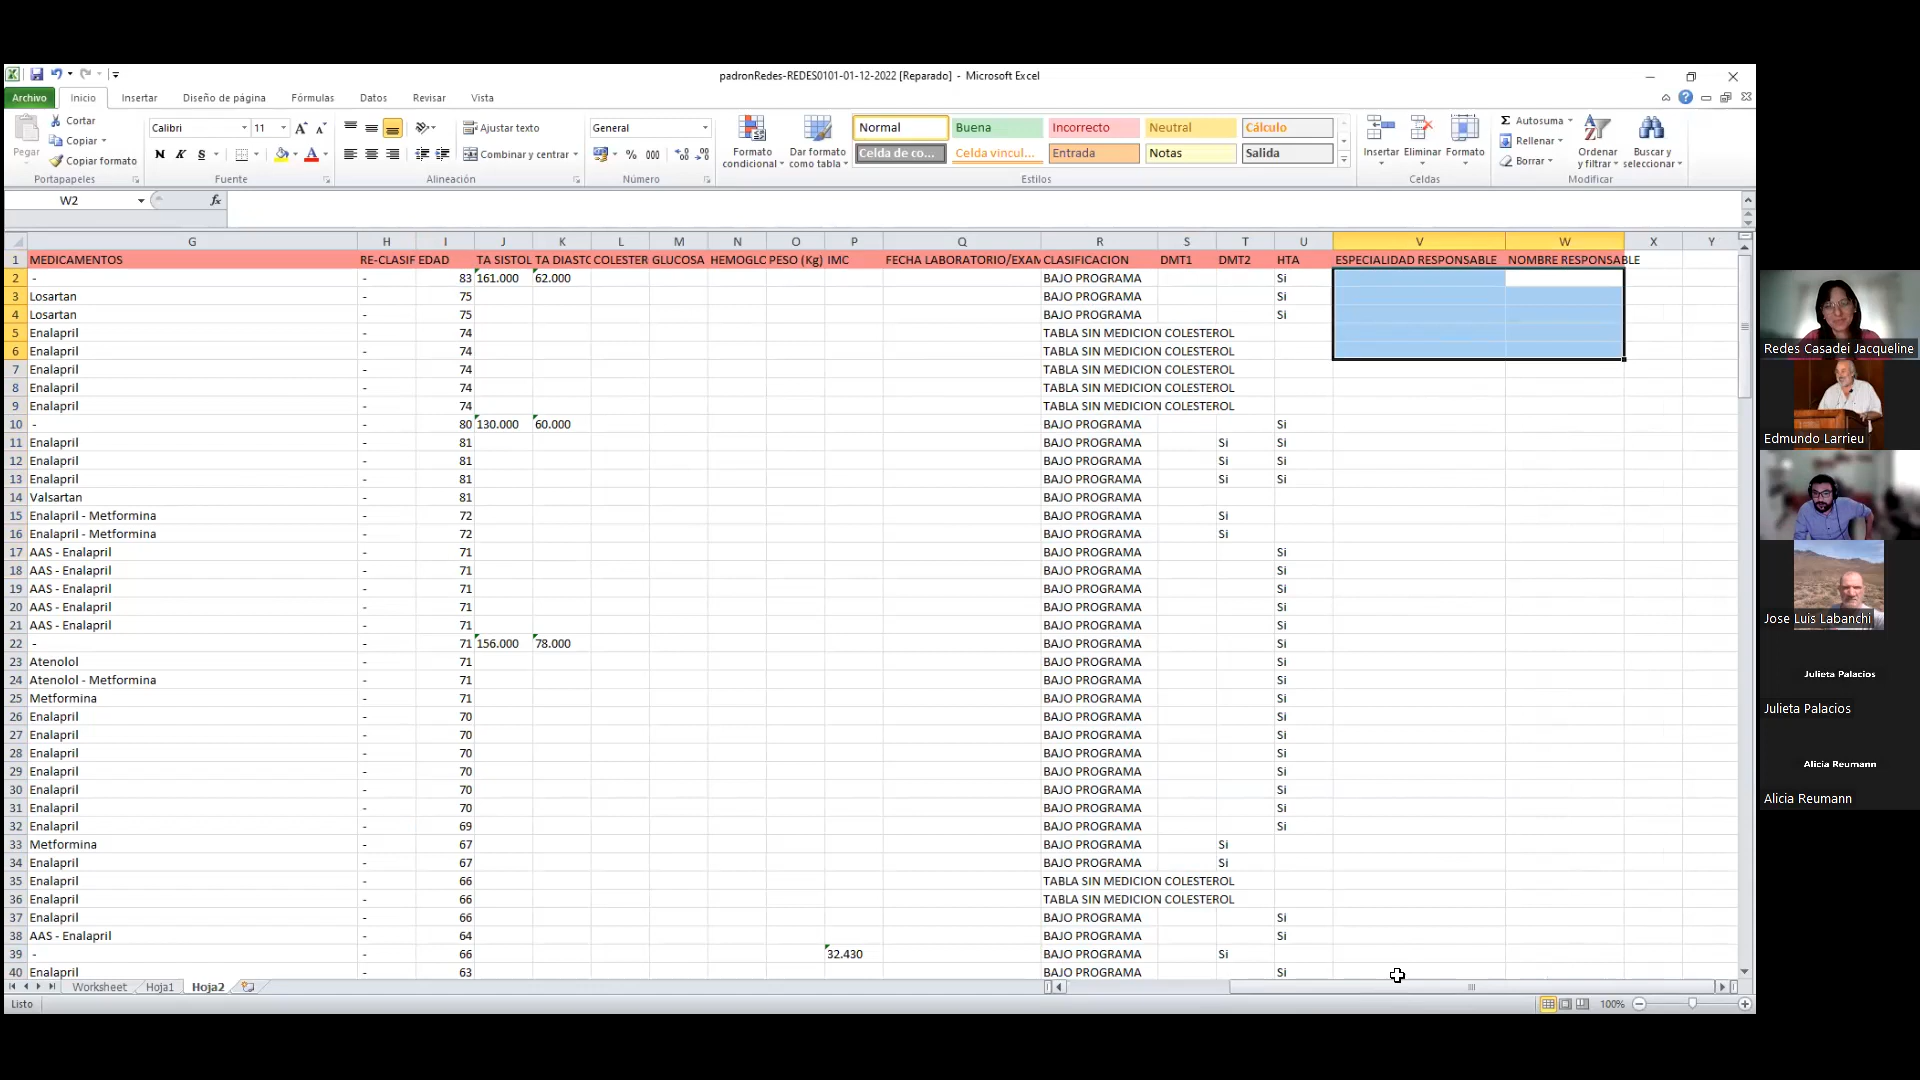 padronRedes-REDES0101-01-12-2022 [Reparado] - Microsoft Excel
Archivo Inicio Insertar Diseño de página Fórmulas Datos Revisar Vista
Pegar Cortar Copiar Copiar formato Portapapeles
Calibri 11 N K S A A Fuente
Ajustar texto Combinar y centrar Alineación
General % 000 Número
Formato condicional Dar formato como tabla
Normal Buena Incorrecto Neutral Cálculo
Celda de co... Celda vincul... Entrada Notas Salida
Estilos
Insertar Eliminar Formato Celdas
Autosuma Rellenar Borrar Ordenar y filtrar Buscar y seleccionar Modificar
W2 fx
G H I J K L M N O P Q R S T U V W X Y
1 MEDICAMENTOS RE-CLASIF EDAD TA SISTOL TA DIASTO COLESTER GLUCOSA HEMOGLO PESO (Kg) IMC FECHA LABORATORIO/EXAM CLASIFICACION DMT1 DMT2 HTA ESPECIALIDAD RESPONSABLE NOMBRE RESPONSABLE
2 - - 83 161.000 62.000 BAJO PROGRAMA Si
3 Losartan - 75 BAJO PROGRAMA Si
4 Losartan - 75 BAJO PROGRAMA Si
5 Enalapril - 74 TABLA SIN MEDICION COLESTEROL
6 Enalapril - 74 TABLA SIN MEDICION COLESTEROL
7 Enalapril - 74 TABLA SIN MEDICION COLESTEROL
8 Enalapril - 74 TABLA SIN MEDICION COLESTEROL
9 Enalapril - 74 TABLA SIN MEDICION COLESTEROL
10 - - 80 130.000 60.000 BAJO PROGRAMA Si
11 Enalapril - 81 BAJO PROGRAMA Si Si
12 Enalapril - 81 BAJO PROGRAMA Si Si
13 Enalapril - 81 BAJO PROGRAMA Si Si
14 Valsartan - 81 BAJO PROGRAMA
15 Enalapril - Metformina - 72 BAJO PROGRAMA Si
16 Enalapril - Metformina - 72 BAJO PROGRAMA Si
17 AAS - Enalapril - 71 BAJO PROGRAMA Si
18 AAS - Enalapril - 71 BAJO PROGRAMA Si
19 AAS - Enalapril - 71 BAJO PROGRAMA Si
20 AAS - Enalapril - 71 BAJO PROGRAMA Si
21 AAS - Enalapril - 71 BAJO PROGRAMA Si
22 - - 71 156.000 78.000 BAJO PROGRAMA Si
23 Atenolol - 71 BAJO PROGRAMA Si
24 Atenolol - Metformina - 71 BAJO PROGRAMA Si
25 Metformina - 71 BAJO PROGRAMA Si
26 Enalapril - 70 BAJO PROGRAMA Si
27 Enalapril - 70 BAJO PROGRAMA Si
28 Enalapril - 70 BAJO PROGRAMA Si
29 Enalapril - 70 BAJO PROGRAMA Si
30 Enalapril - 70 BAJO PROGRAMA Si
31 Enalapril - 70 BAJO PROGRAMA Si
32 Enalapril - 69 BAJO PROGRAMA Si
33 Metformina - 67 BAJO PROGRAMA Si
34 Enalapril - 67 BAJO PROGRAMA Si
35 Enalapril - 66 TABLA SIN MEDICION COLESTEROL
36 Enalapril - 66 TABLA SIN MEDICION COLESTEROL
37 Enalapril - 66 BAJO PROGRAMA Si
38 AAS - Enalapril - 64 BAJO PROGRAMA Si
39 - - 66 32.430 BAJO PROGRAMA Si
40 Enalapril - 63 BAJO PROGRAMA Si
Worksheet Hoja1 Hoja2
Listo 100%
Redes Casadei Jacqueline
Edmundo Larrieu
Jose Luis Labanchi
Julieta Palacios
Julieta Palacios
Alicia Reumann
Alicia Reumann